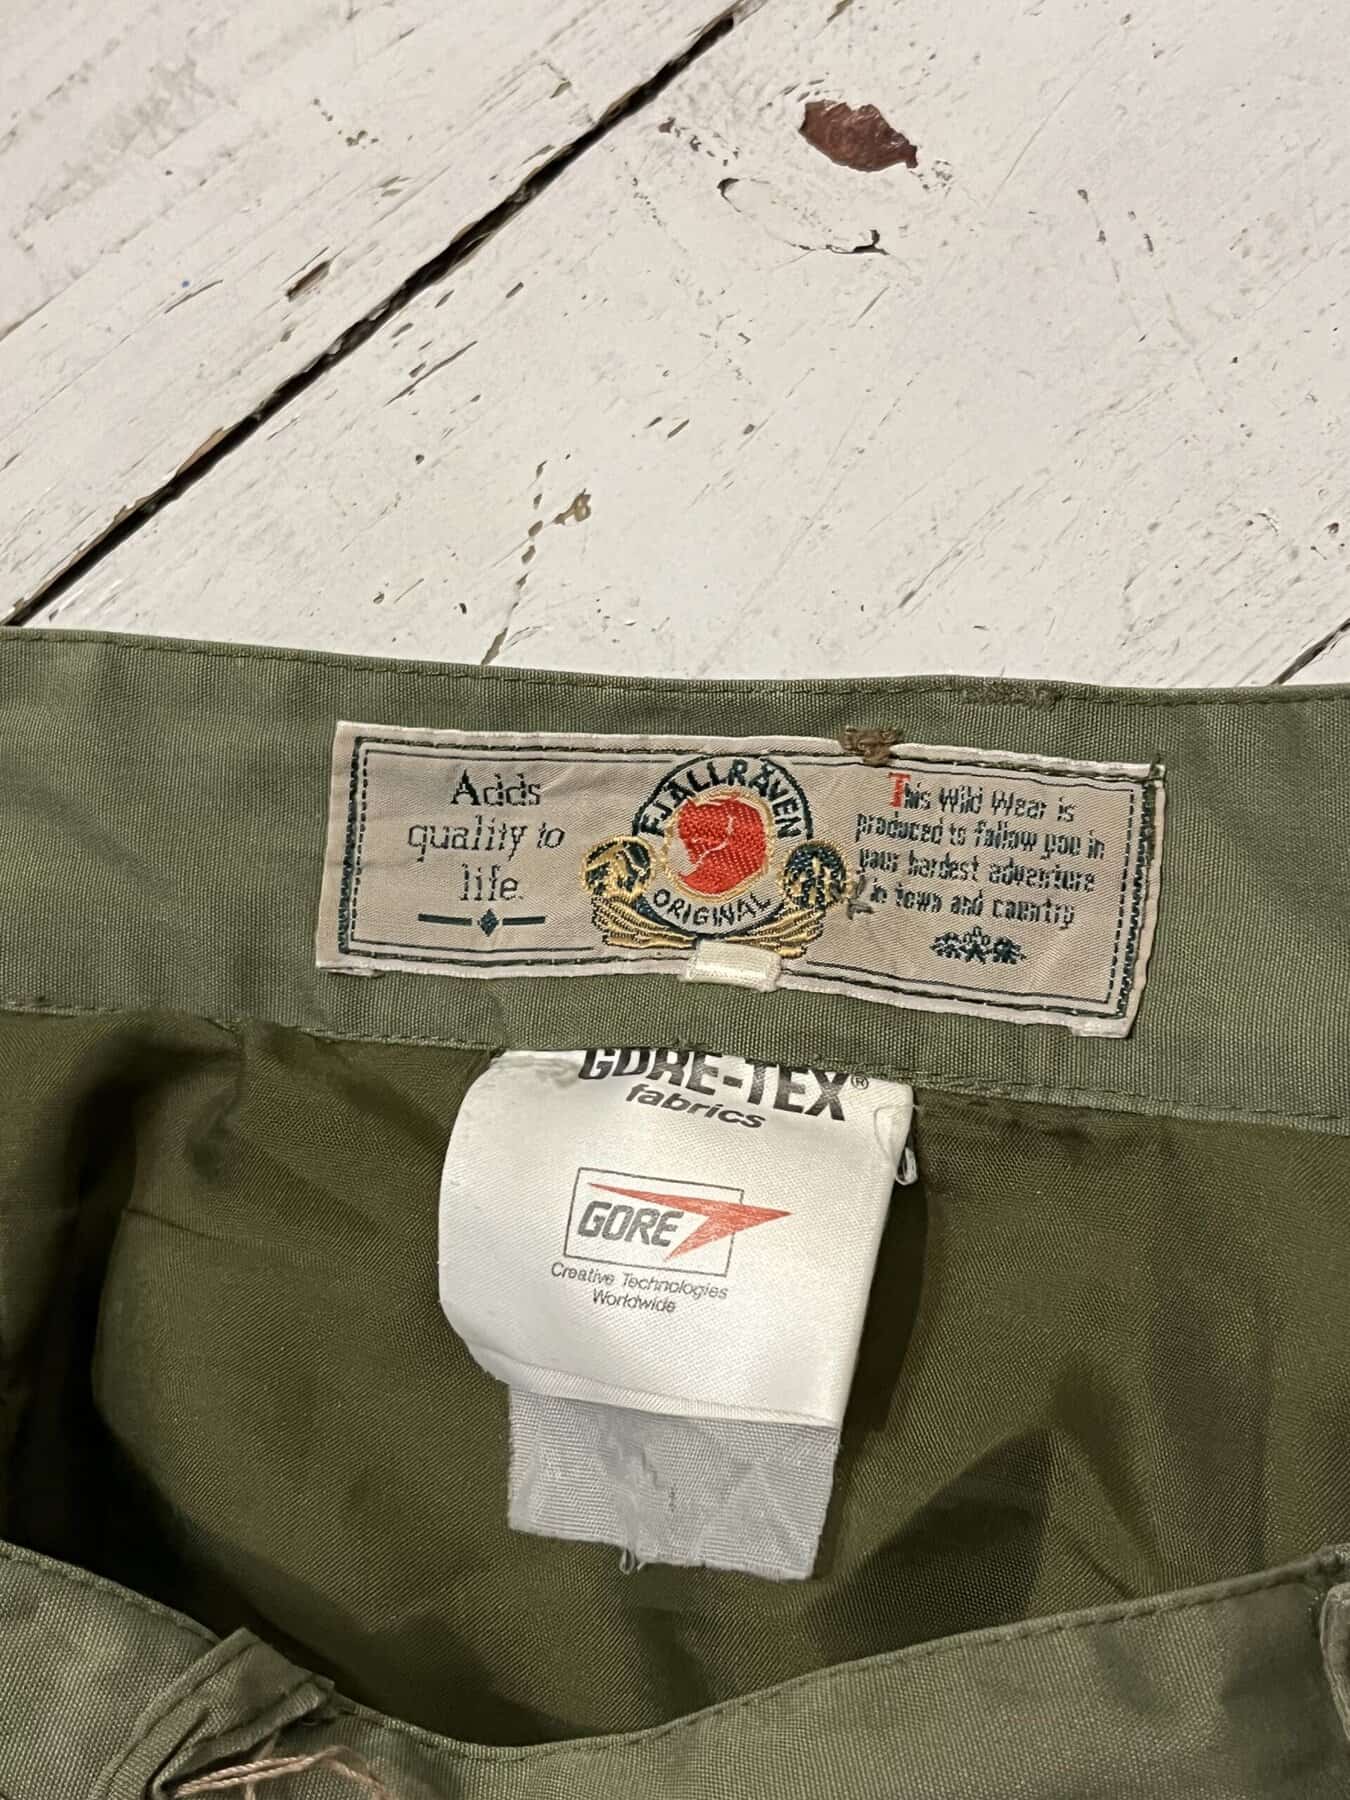 Adds
quality to
life.
FJÄLLRÄVEN
ORIGINAL
This Wild Wear is
produced to follow you in
your hardest adventure
in town and country
GORE-TEX®
fabrics
GORE
Creative Technologies
Worldwide